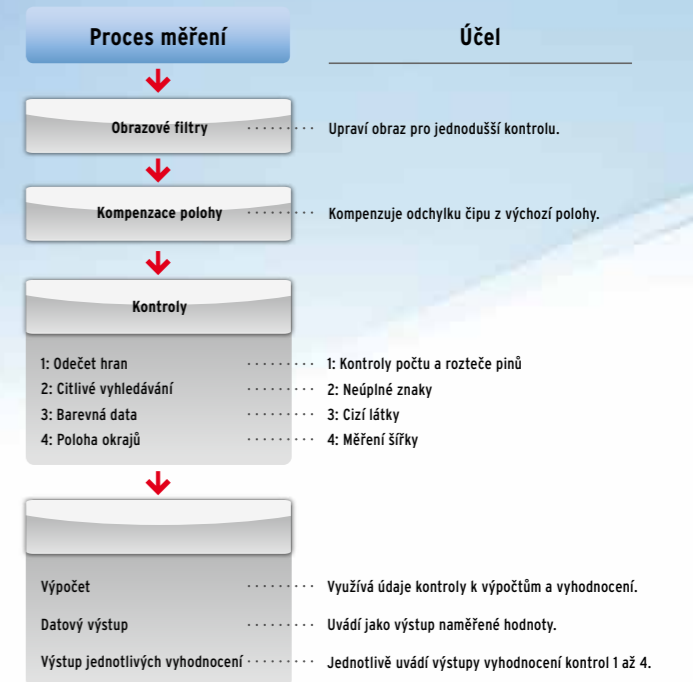 Proces měření Účel
Obrazové filtry ········· Upraví obraz pro jednodušší kontrolu.
Kompenzace polohy ········· Kompenzuje odchylku čipu z výchozí polohy.
Kontroly
1: Odečet hran ········· 1: Kontroly počtu a rozteče pinů
2: Citlivé vyhledávání ········· 2: Neúplné znaky
3: Barevná data ········· 3: Cizí látky
4: Poloha okrajů ········· 4: Měření šířky
Výpočet ········· Využívá údaje kontroly k výpočtům a vyhodnocení.
Datový výstup ········· Uvádí jako výstup naměřené hodnoty.
Výstup jednotlivých vyhodnocení ········· Jednotlivě uvádí výstupy vyhodnocení kontrol 1 až 4.